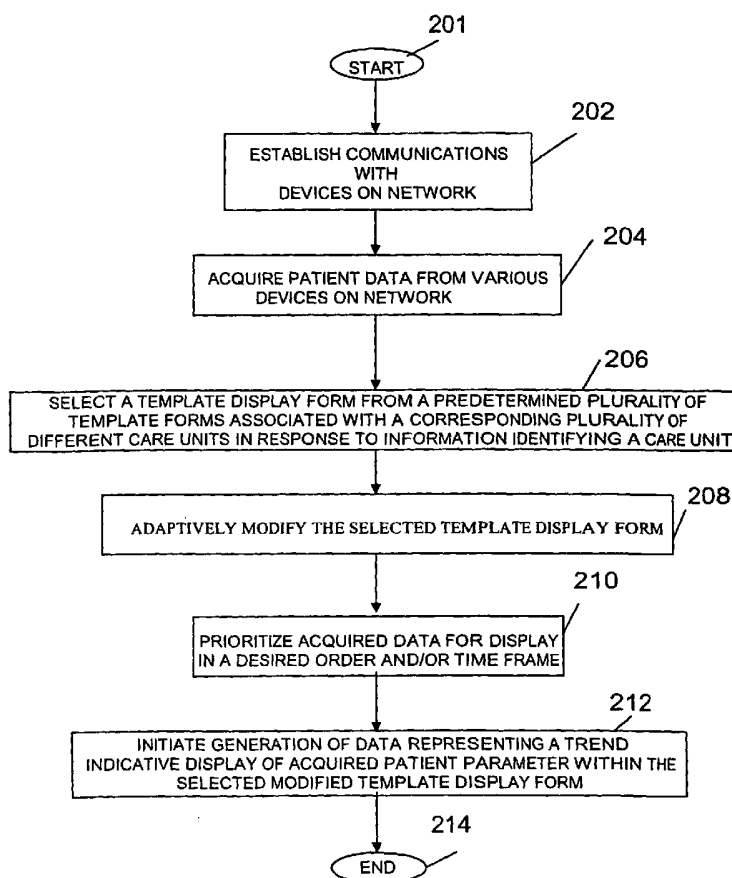 201
START
202
ESTABLISH COMMUNICATIONS
WITH
DEVICES ON NETWORK
204
ACQUIRE PATIENT DATA FROM VARIOUS
DEVICES ON NETWORK
206
SELECT A TEMPLATE DISPLAY FORM FROM A PREDETERMINED PLURALITY OF
TEMPLATE FORMS ASSOCIATED WITH A CORRESPONDING PLURALITY OF
DIFFERENT CARE UNITS IN RESPONSE TO INFORMATION IDENTIFYING A CARE UNIT
208
ADAPTIVELY MODIFY THE SELECTED TEMPLATE DISPLAY FORM
210
PRIORITIZE ACQUIRED DATA FOR DISPLAY
IN A DESIRED ORDER AND/OR TIME FRAME
212
INITIATE GENERATION OF DATA REPRESENTING A TREND
INDICATIVE DISPLAY OF ACQUIRED PATIENT PARAMETER WITHIN THE
SELECTED MODIFIED TEMPLATE DISPLAY FORM
214
END